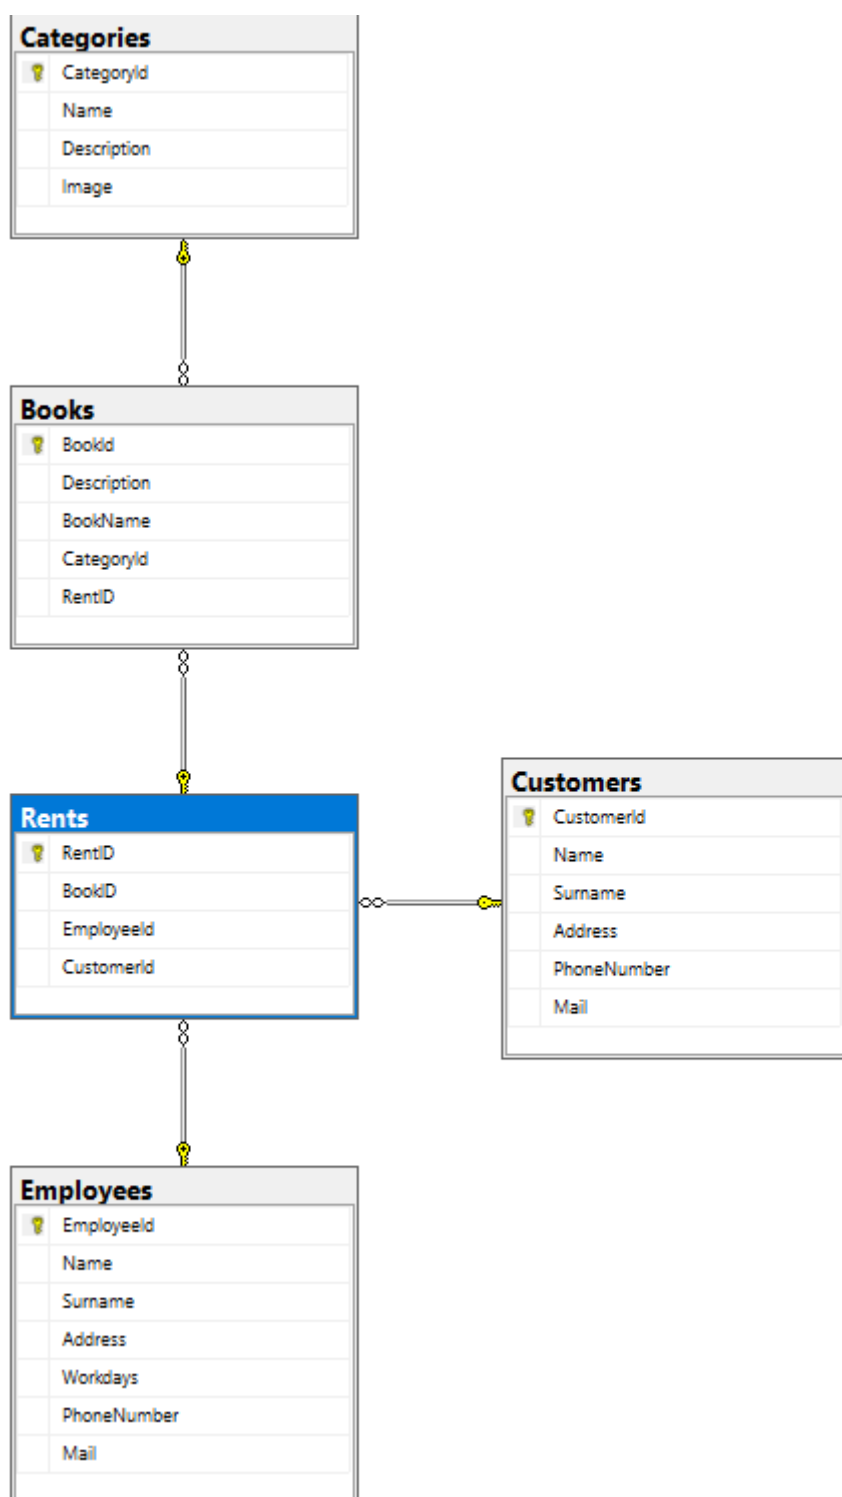 Categories
CategoryId
Name
Description
Image
Books
BookId
Description
BookName
CategoryId
RentID
Rents
RentID
BookID
EmployeeId
CustomerId
Customers
CustomerId
Name
Surname
Address
PhoneNumber
Mail
Employees
EmployeeId
Name
Surname
Address
Workdays
PhoneNumber
Mail